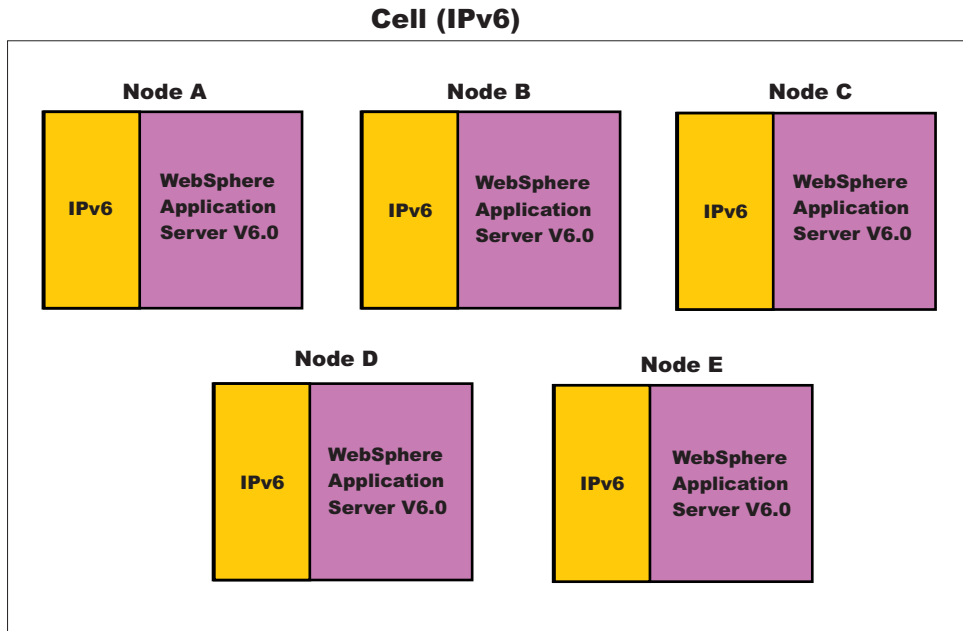 Cell (IPv6)
Node A
Node B
Node C
IPv6
WebSphere
Application
Server V6.0
IPv6
WebSphere
Application
Server V6.0
IPv6
WebSphere
Application
Server V6.0
Node D
Node E
IPv6
WebSphere
Application
Server V6.0
IPv6
WebSphere
Application
Server V6.0